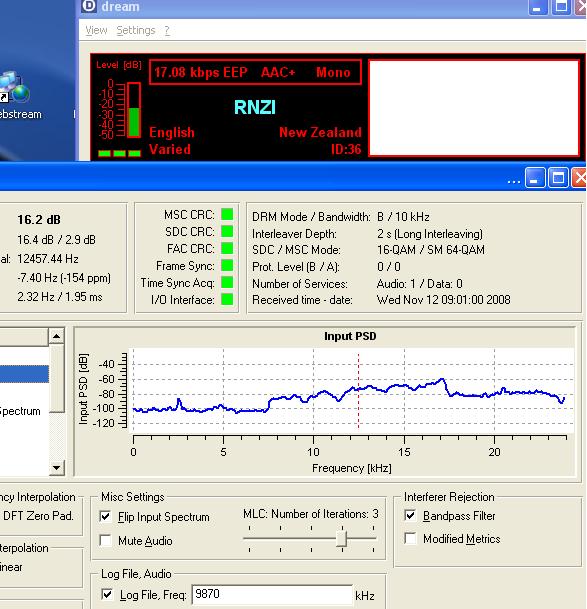 dream
View Settings ?
Level [dB]
17.08 kbps EEP AAC+ Mono
0
-10
-20
-30
-40
-50
RNZI
English New Zealand
Varied ID:36
ebstream
...
16.2 dB
16.4 dB / 2.9 dB
al: 12457.44 Hz
-7.40 Hz (-154 ppm)
2.32 Hz / 1.95 ms
MSC CRC:
SDC CRC:
FAC CRC:
Frame Sync:
Time Sync Acq:
I/O Interface:
DRM Mode / Bandwidth: B / 10 kHz
Interleaver Depth: 2 s (Long Interleaving)
SDC / MSC Mode: 16-QAM / SM 64-QAM
Prot. Level (B / A): 0 / 0
Number of Services: Audio: 1 / Data: 0
Received time - date: Wed Nov 12 09:01:00 2008
Spectrum
Input PSD
Input PSD [dB]
-40
-60
-80
-100
-120
0 5 10 15 20
Frequency [kHz]
ncy Interpolation
DFT Zero Pad.
terpolation
inear
Misc Settings
Flip Input Spectrum
Mute Audio
MLC: Number of Iterations: 3
Interferer Rejection
Bandpass Filter
Modified Metrics
Log File, Audio
Log File, Freq: 9870 kHz